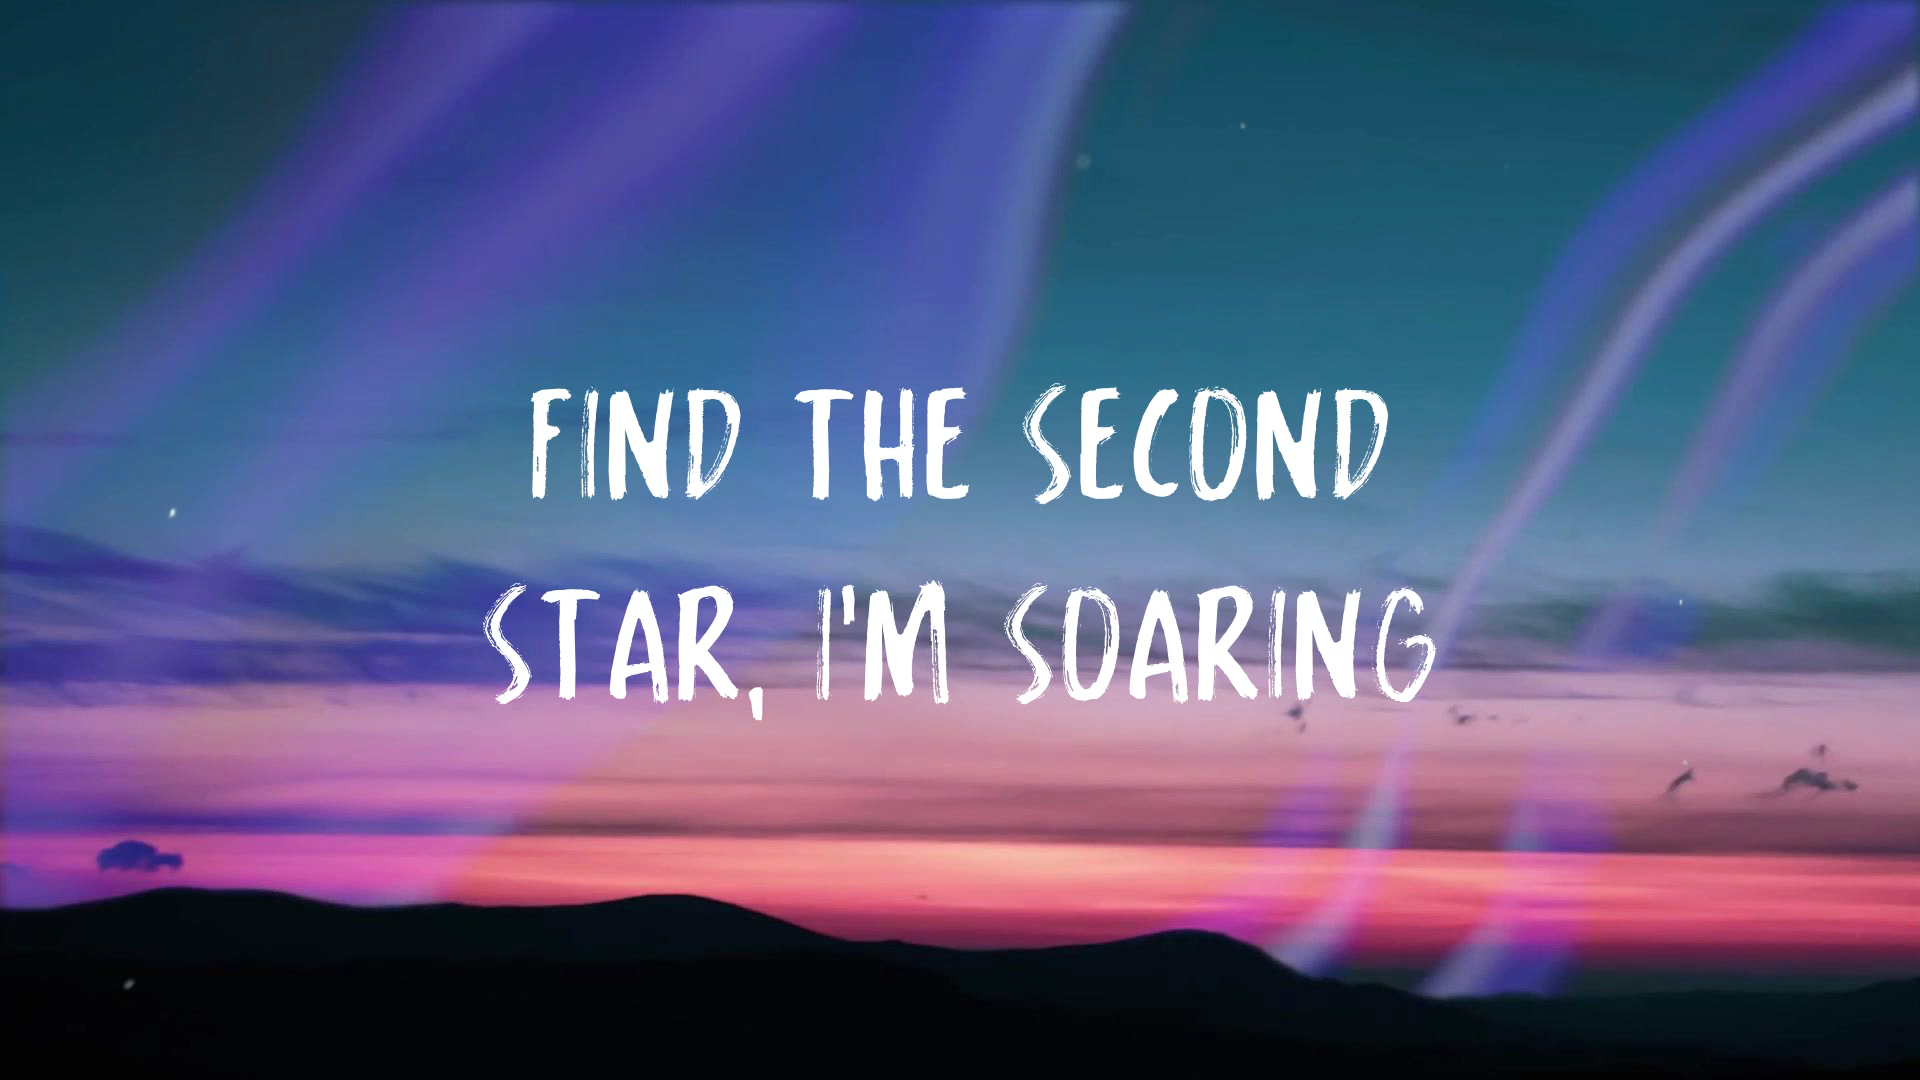 FIND THE SECOND
STAR, I'M SOARING